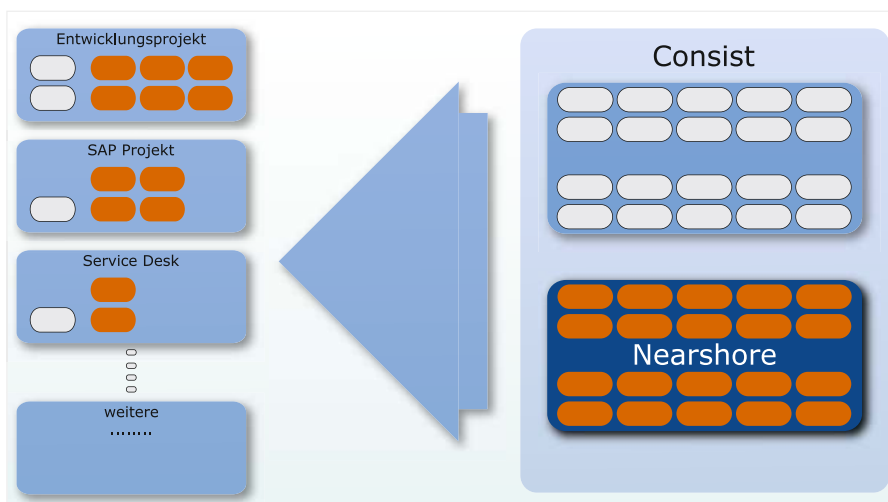 Entwicklungsprojekt
SAP Projekt
Service Desk
weitere
........
Consist
Nearshore